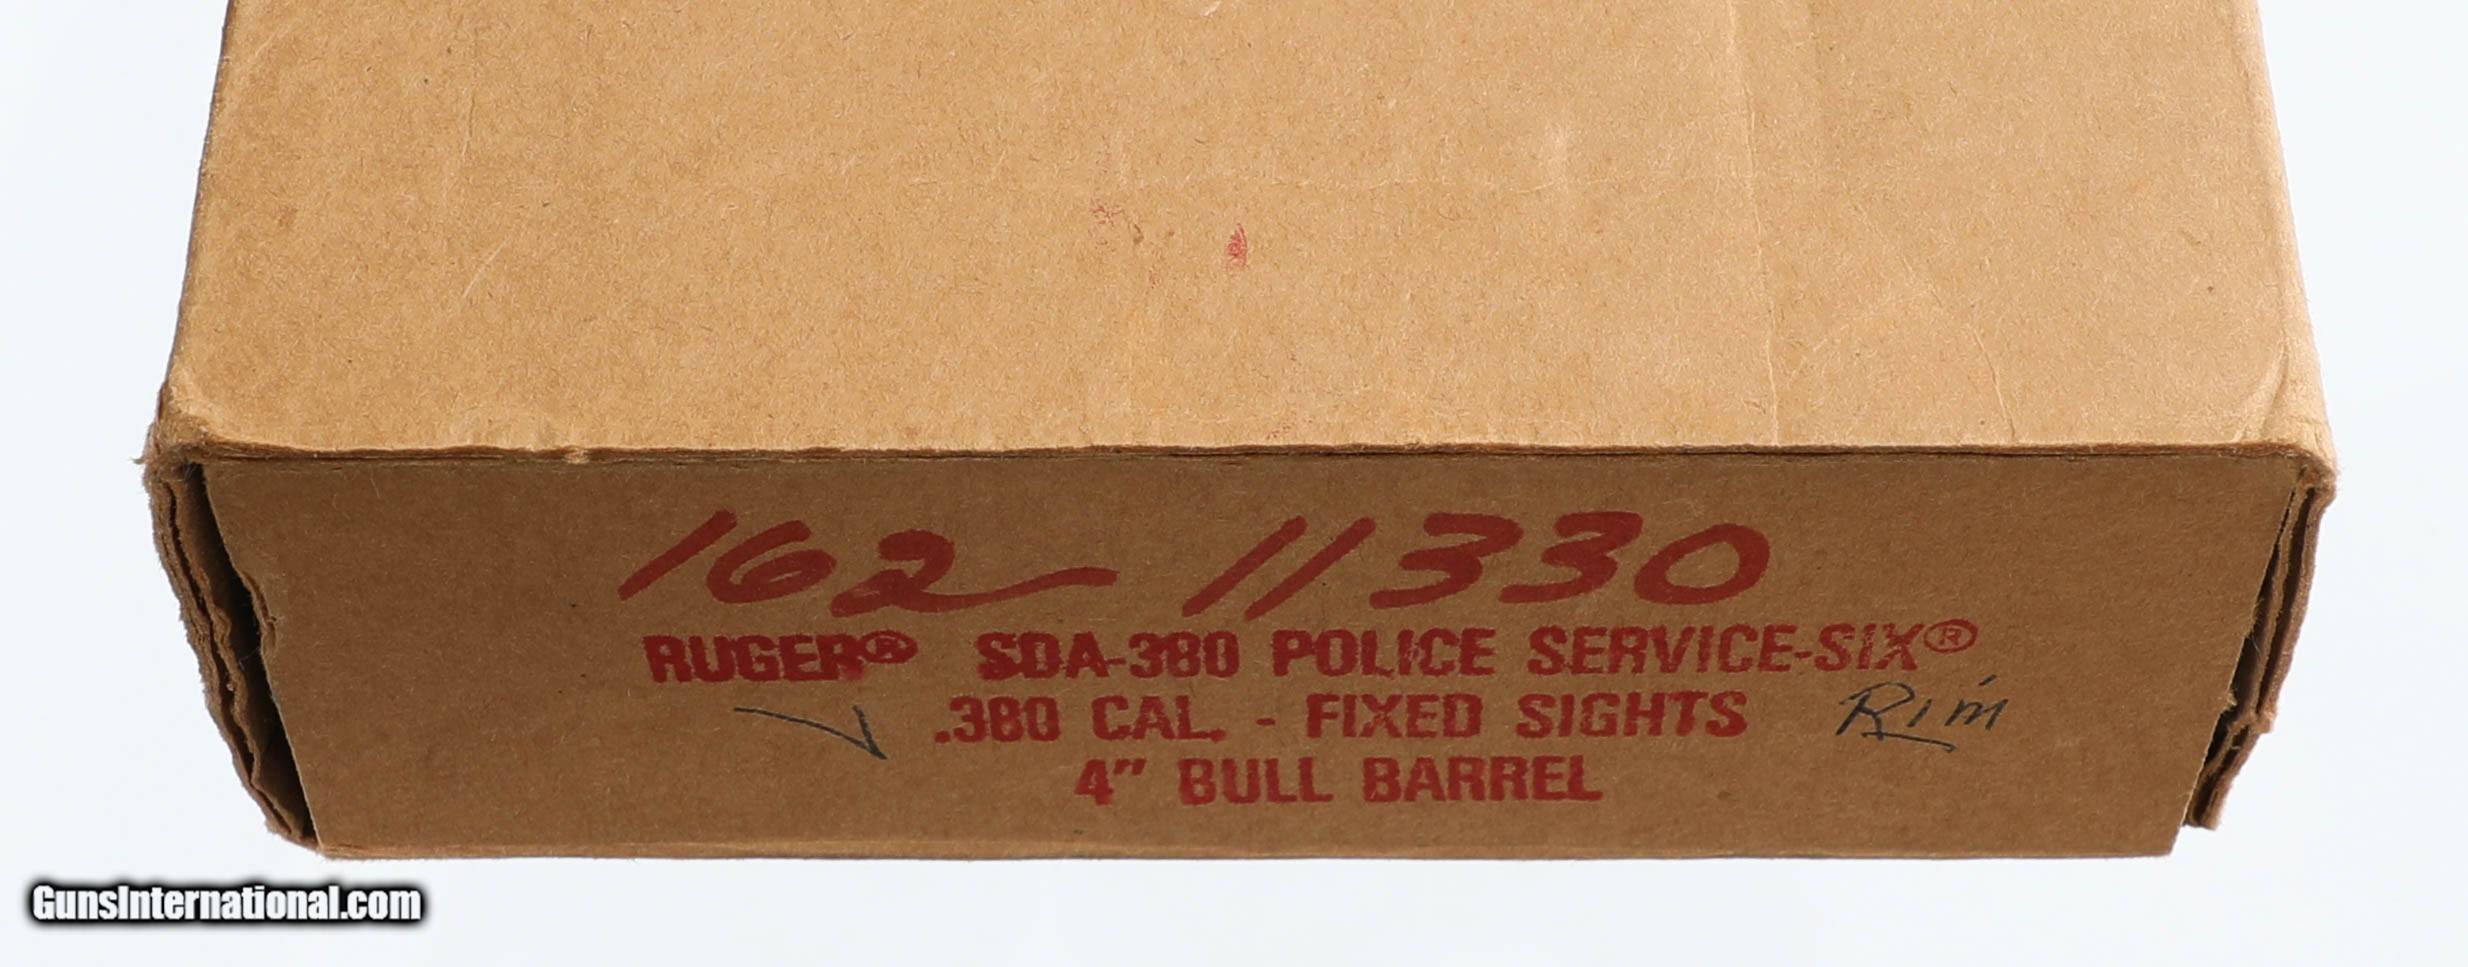 162-11330
RUGER® SDA-380 POLICE SERVICE-SIX®
.380 CAL. - FIXED SIGHTS Rim
4" BULL BARREL
GunsInternational.com